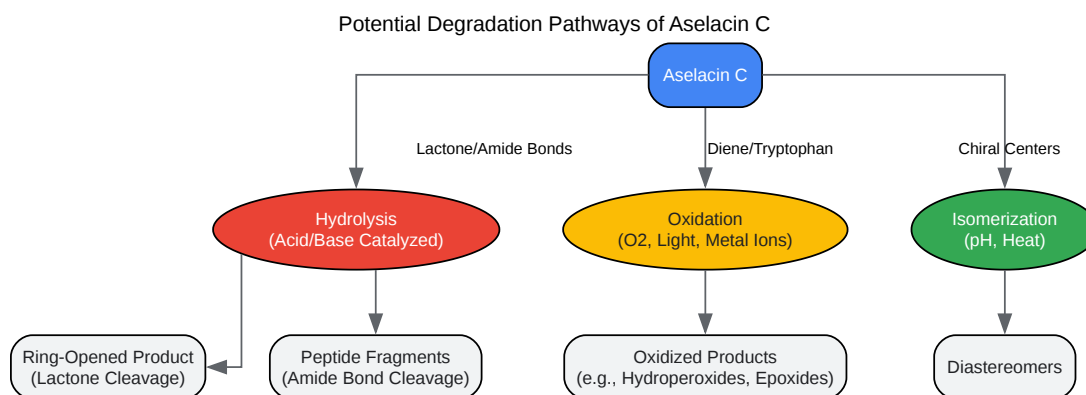 Potential Degradation Pathways of Aselacin C
Aselacin C
Lactone/Amide Bonds
Diene/Tryptophan
Chiral Centers
Hydrolysis
(Acid/Base Catalyzed)
Oxidation
(O2, Light, Metal Ions)
Isomerization
(pH, Heat)
Ring-Opened Product
(Lactone Cleavage)
Peptide Fragments
(Amide Bond Cleavage)
Oxidized Products
(e.g., Hydroperoxides, Epoxides)
Diastereomers